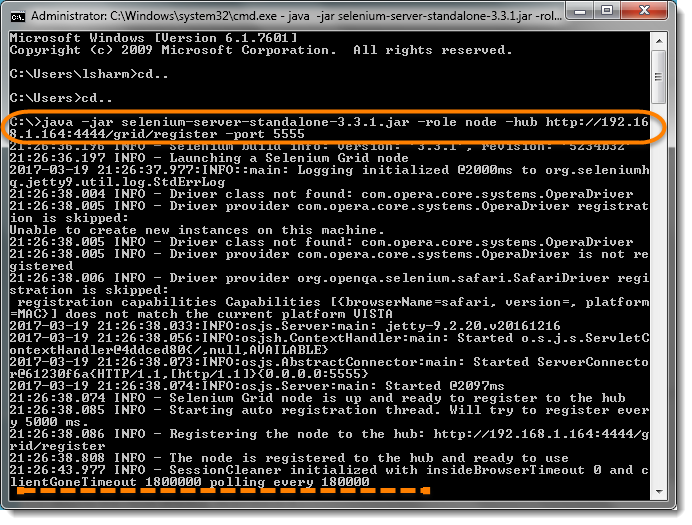 Administrator: C:\Windows\system32\cmd.exe - java -jar selenium-server-standalone-3.3.1.jar -rol...
Microsoft Windows [Version 6.1.7601]
Copyright (c) 2009 Microsoft Corporation.  All rights reserved.
C:\Users\lsharm>cd..
C:\Users>cd..
C:\>java -jar selenium-server-standalone-3.3.1.jar -role node -hub http://192.16
8.1.164:4444/grid/register -port 5555
21:26:36.196 INFO - Selenium build info: version: '3.3.1', revision: '5234b32'
21:26:36.197 INFO - Launching a Selenium Grid node
2017-03-19 21:26:37.977:INFO::main: Logging initialized @2000ms to org.seleniumh
q.jetty9.util.log.StdErrLog
21:26:38.004 INFO - Driver class not found: com.opera.core.systems.OperaDriver
21:26:38.005 INFO - Driver provider com.opera.core.systems.OperaDriver registrat
ion is skipped:
Unable to create new instances on this machine.
21:26:38.005 INFO - Driver class not found: com.opera.core.systems.OperaDriver
21:26:38.005 INFO - Driver provider com.opera.core.systems.OperaDriver is not re
gistered
21:26:38.006 INFO - Driver provider org.openqa.selenium.safari.SafariDriver regi
stration is skipped:
 registration capabilities Capabilities [{browserName=safari, version=, platform
=MAC}] does not match the current platform VISTA
2017-03-19 21:26:38.033:INFO:osjs.Server:main: jetty-9.2.20.v20161216
2017-03-19 21:26:38.056:INFO:osjsh.ContextHandler:main: Started o.s.j.s.ServletC
ontextHandler@4ddced80{/,null,AVAILABLE}
2017-03-19 21:26:38.073:INFO:osjs.AbstractConnector:main: Started ServerConnecto
r@61230f6a{HTTP/1.1,[http/1.1]}{0.0.0.0:5555}
2017-03-19 21:26:38.074:INFO:osjs.Server:main: Started @2097ms
21:26:38.074 INFO - Selenium Grid node is up and ready to register to the hub
21:26:38.085 INFO - Starting auto registration thread. Will try to register ever
y 5000 ms.
21:26:38.086 INFO - Registering the node to the hub: http://192.168.1.164:4444/g
rid/register
21:26:38.808 INFO - The node is registered to the hub and ready to use
21:26:43.977 INFO - SessionCleaner initialized with insideBrowserTimeout 0 and c
lientGoneTimeout 1800000 polling every 180000